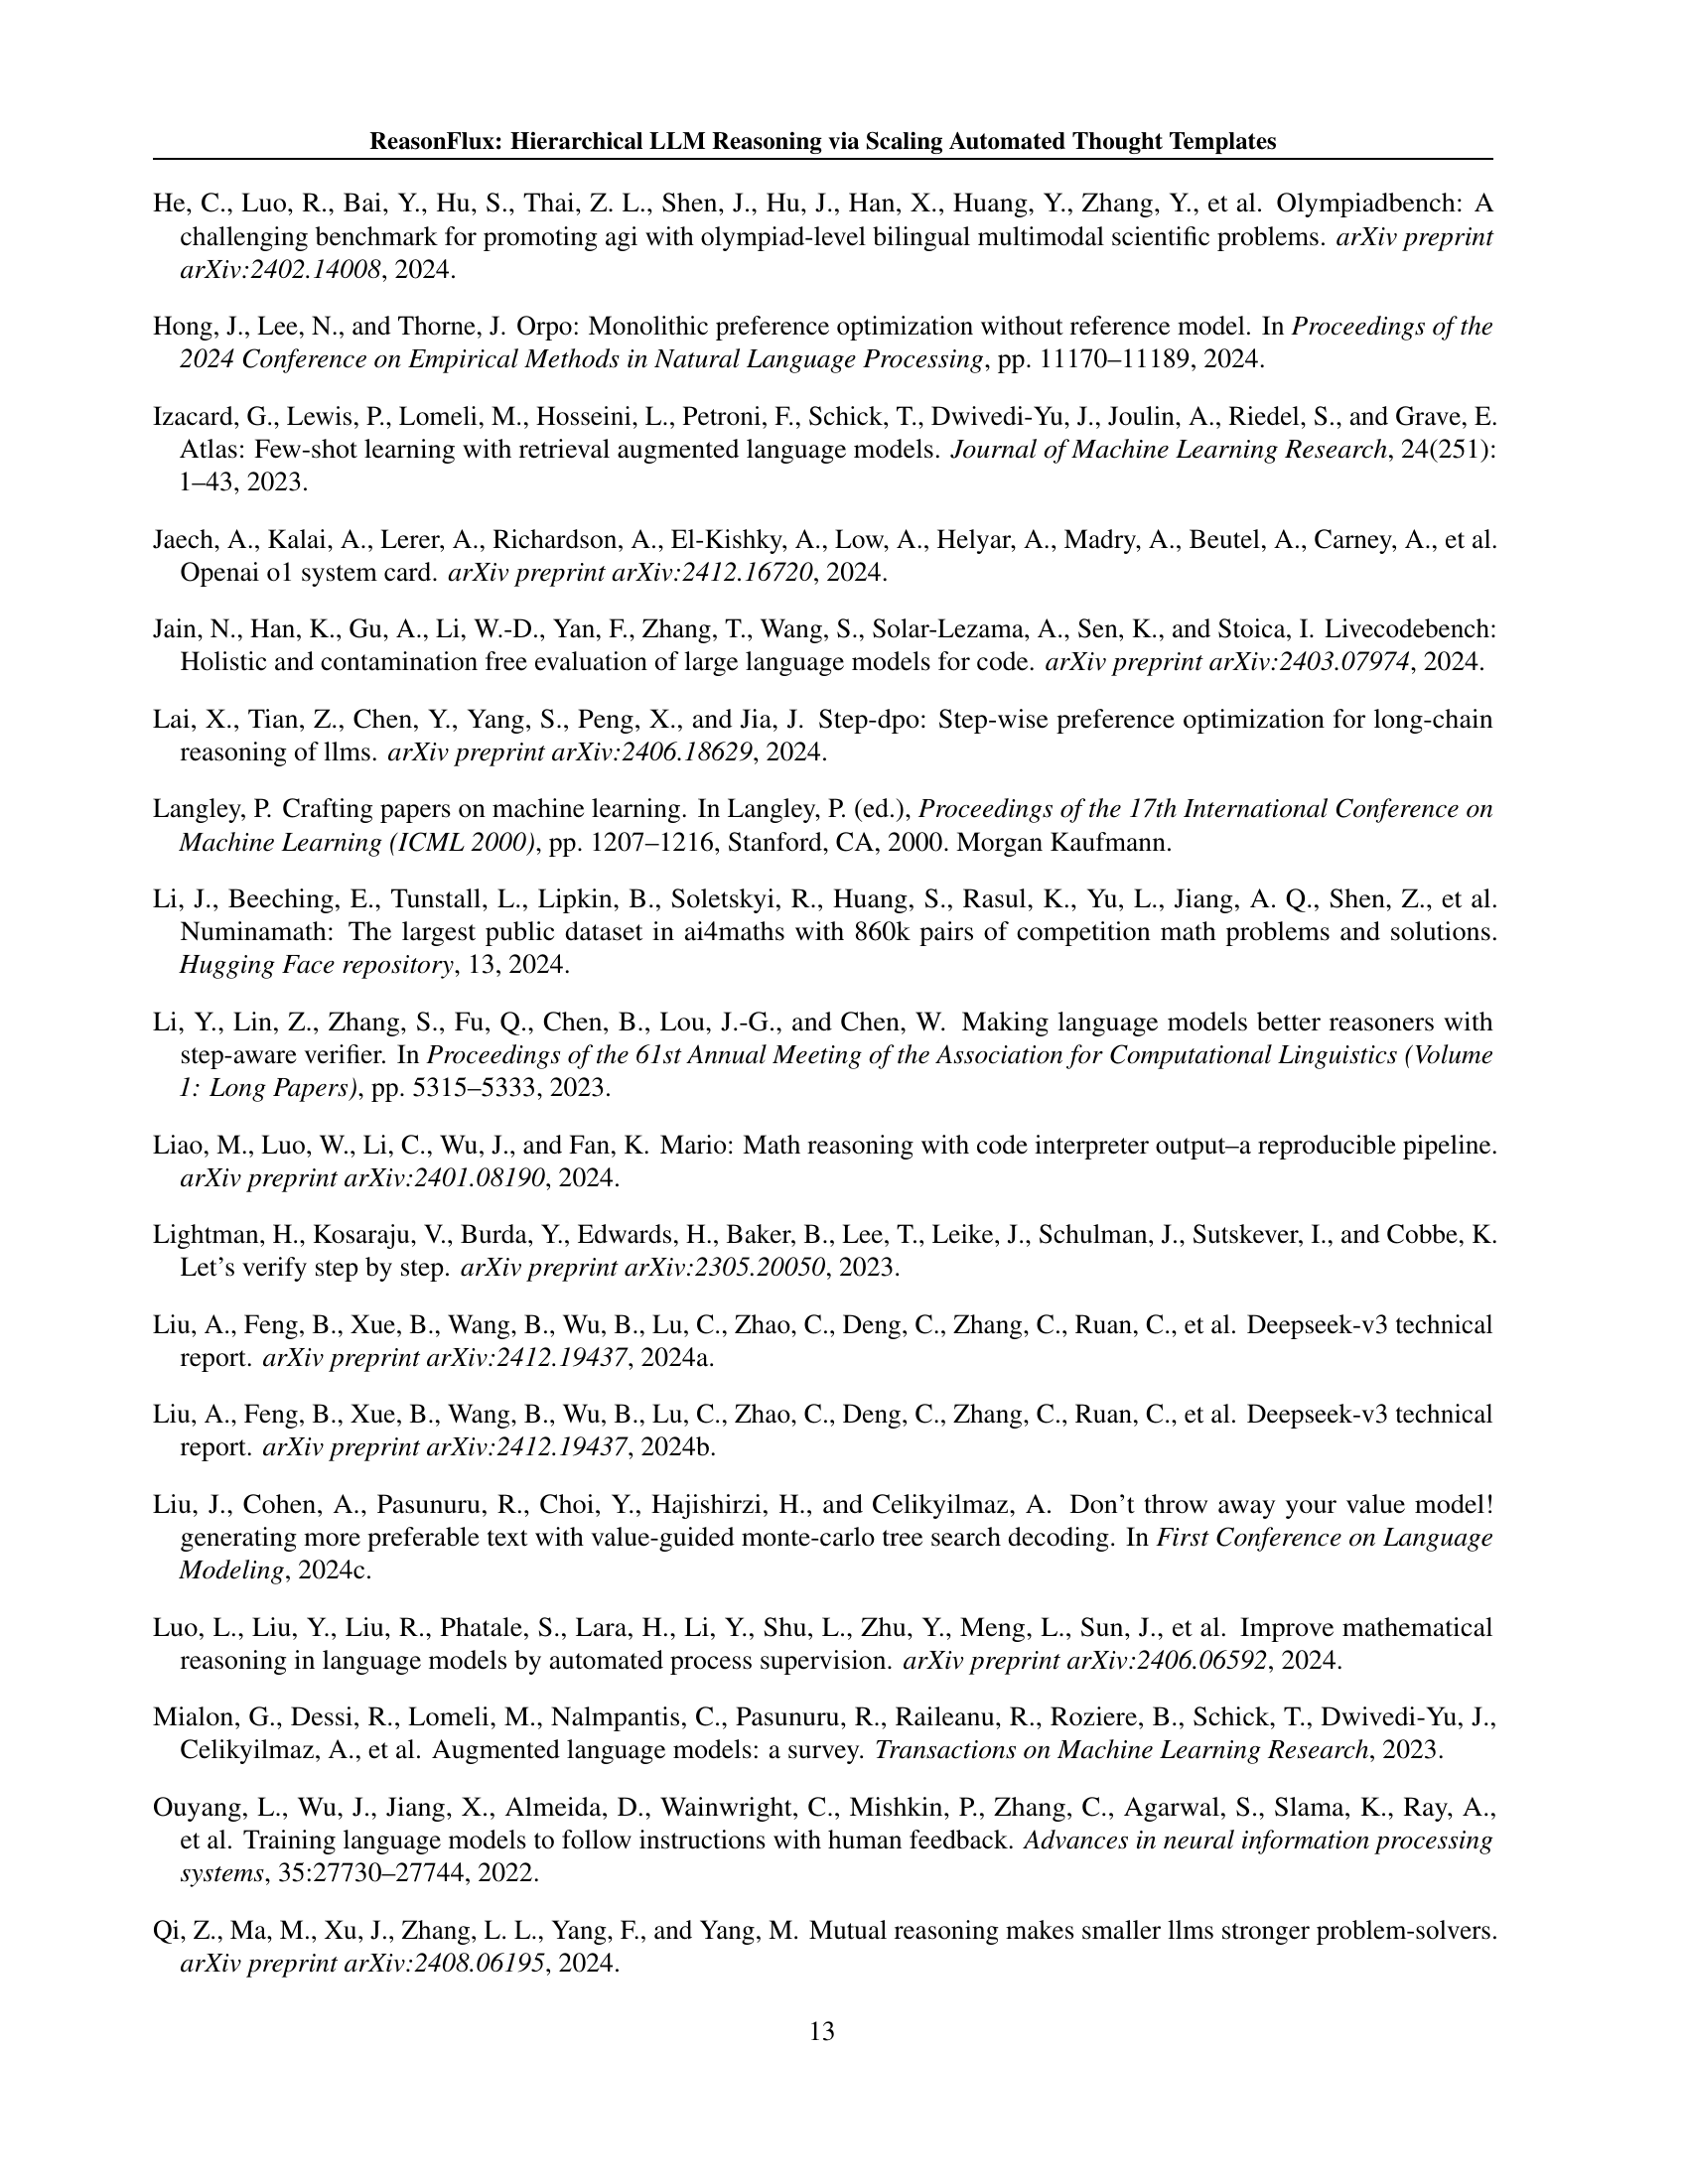 ReasonFlux: Hierarchical LLM Reasoning via Scaling Automated Thought Templates
He, C., Luo, R., Bai, Y., Hu, S., Thai, Z. L., Shen, J., Hu, J., Han, X., Huang, Y., Zhang, Y., et al. Olympiadbench: A
challenging benchmark for promoting agi with olympiad-level bilingual multimodal scientific problems. arXiv preprint
arXiv:2402.14008, 2024.
Hong, J., Lee, N., and Thorne, J. Orpo: Monolithic preference optimization without reference model. In Proceedings of the
2024 Conference on Empirical Methods in Natural Language Processing, pp. 11170–11189, 2024.
Izacard, G., Lewis, P., Lomeli, M., Hosseini, L., Petroni, F., Schick, T., Dwivedi-Yu, J., Joulin, A., Riedel, S., and Grave, E.
Atlas: Few-shot learning with retrieval augmented language models. Journal of Machine Learning Research, 24(251):
1–43, 2023.
Jaech, A., Kalai, A., Lerer, A., Richardson, A., El-Kishky, A., Low, A., Helyar, A., Madry, A., Beutel, A., Carney, A., et al.
Openai o1 system card. arXiv preprint arXiv:2412.16720, 2024.
Jain, N., Han, K., Gu, A., Li, W.-D., Yan, F., Zhang, T., Wang, S., Solar-Lezama, A., Sen, K., and Stoica, I. Livecodebench:
Holistic and contamination free evaluation of large language models for code. arXiv preprint arXiv:2403.07974, 2024.
Lai, X., Tian, Z., Chen, Y., Yang, S., Peng, X., and Jia, J. Step-dpo: Step-wise preference optimization for long-chain
reasoning of llms. arXiv preprint arXiv:2406.18629, 2024.
Langley, P. Crafting papers on machine learning. In Langley, P. (ed.), Proceedings of the 17th International Conference on
Machine Learning (ICML 2000), pp. 1207–1216, Stanford, CA, 2000. Morgan Kaufmann.
Li, J., Beeching, E., Tunstall, L., Lipkin, B., Soletskyi, R., Huang, S., Rasul, K., Yu, L., Jiang, A. Q., Shen, Z., et al.
Numinamath: The largest public dataset in ai4maths with 860k pairs of competition math problems and solutions.
Hugging Face repository, 13, 2024.
Li, Y., Lin, Z., Zhang, S., Fu, Q., Chen, B., Lou, J.-G., and Chen, W. Making language models better reasoners with
step-aware verifier. In Proceedings of the 61st Annual Meeting of the Association for Computational Linguistics (Volume
1: Long Papers), pp. 5315–5333, 2023.
Liao, M., Luo, W., Li, C., Wu, J., and Fan, K. Mario: Math reasoning with code interpreter output–a reproducible pipeline.
arXiv preprint arXiv:2401.08190, 2024.
Lightman, H., Kosaraju, V., Burda, Y., Edwards, H., Baker, B., Lee, T., Leike, J., Schulman, J., Sutskever, I., and Cobbe, K.
Let's verify step by step. arXiv preprint arXiv:2305.20050, 2023.
Liu, A., Feng, B., Xue, B., Wang, B., Wu, B., Lu, C., Zhao, C., Deng, C., Zhang, C., Ruan, C., et al. Deepseek-v3 technical
report. arXiv preprint arXiv:2412.19437, 2024a.
Liu, A., Feng, B., Xue, B., Wang, B., Wu, B., Lu, C., Zhao, C., Deng, C., Zhang, C., Ruan, C., et al. Deepseek-v3 technical
report. arXiv preprint arXiv:2412.19437, 2024b.
Liu, J., Cohen, A., Pasunuru, R., Choi, Y., Hajishirzi, H., and Celikyilmaz, A. Don't throw away your value model!
generating more preferable text with value-guided monte-carlo tree search decoding. In First Conference on Language
Modeling, 2024c.
Luo, L., Liu, Y., Liu, R., Phatale, S., Lara, H., Li, Y., Shu, L., Zhu, Y., Meng, L., Sun, J., et al. Improve mathematical
reasoning in language models by automated process supervision. arXiv preprint arXiv:2406.06592, 2024.
Mialon, G., Dessi, R., Lomeli, M., Nalmpantis, C., Pasunuru, R., Raileanu, R., Roziere, B., Schick, T., Dwivedi-Yu, J.,
Celikyilmaz, A., et al. Augmented language models: a survey. Transactions on Machine Learning Research, 2023.
Ouyang, L., Wu, J., Jiang, X., Almeida, D., Wainwright, C., Mishkin, P., Zhang, C., Agarwal, S., Slama, K., Ray, A.,
et al. Training language models to follow instructions with human feedback. Advances in neural information processing
systems, 35:27730–27744, 2022.
Qi, Z., Ma, M., Xu, J., Zhang, L. L., Yang, F., and Yang, M. Mutual reasoning makes smaller llms stronger problem-solvers.
arXiv preprint arXiv:2408.06195, 2024.
13